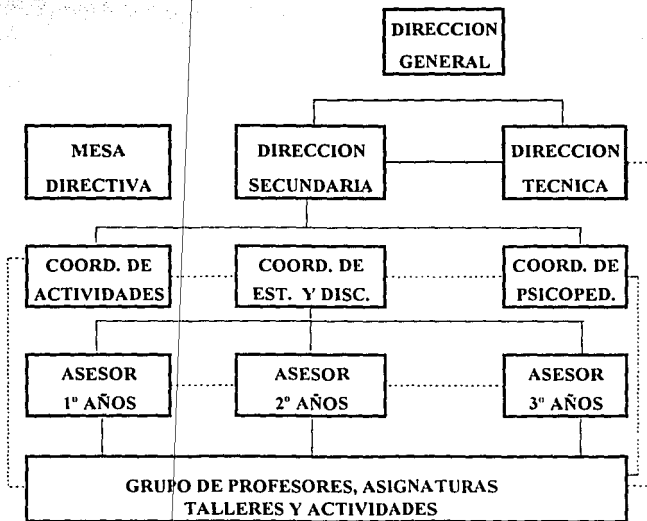 DIRECCION
GENERAL
MESA
DIRECTIVA
DIRECCION
SECUNDARIA
DIRECCION
TECNICA
COORD. DE
ACTIVIDADES
COORD. DE
EST. Y DISC.
COORD. DE
PSICOPED.
ASESOR
1º AÑOS
ASESOR
2º AÑOS
ASESOR
3º AÑOS
GRUPO DE PROFESORES, ASIGNATURAS
TALLERES Y ACTIVIDADES